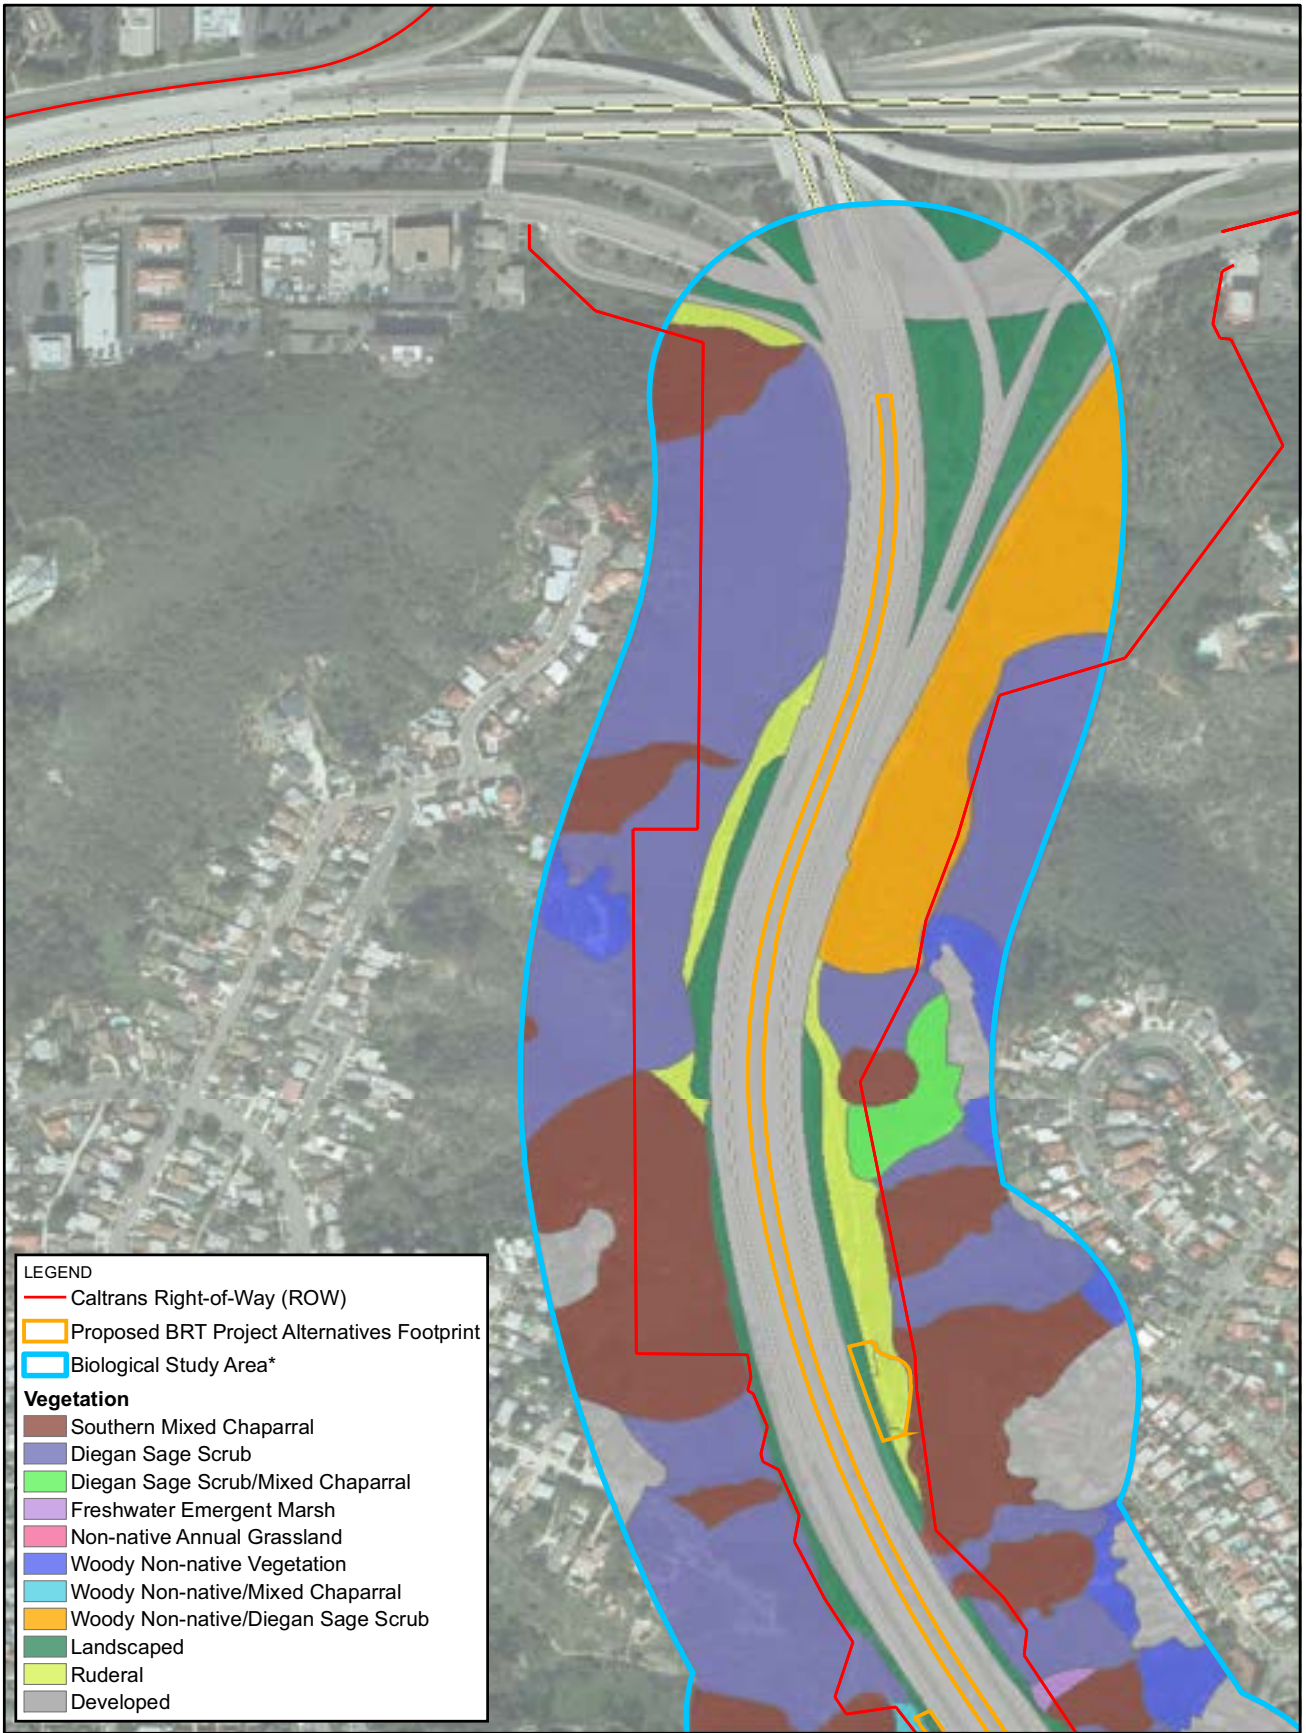 LEGEND
Caltrans Right-of-Way (ROW)
Proposed BRT Project Alternatives Footprint
Biological Study Area*
Vegetation
Southern Mixed Chaparral
Diegan Sage Scrub
Diegan Sage Scrub/Mixed Chaparral
Freshwater Emergent Marsh
Non-native Annual Grassland
Woody Non-native Vegetation
Woody Non-native/Mixed Chaparral
Woody Non-native/Diegan Sage Scrub
Landscaped
Ruderal
Developed